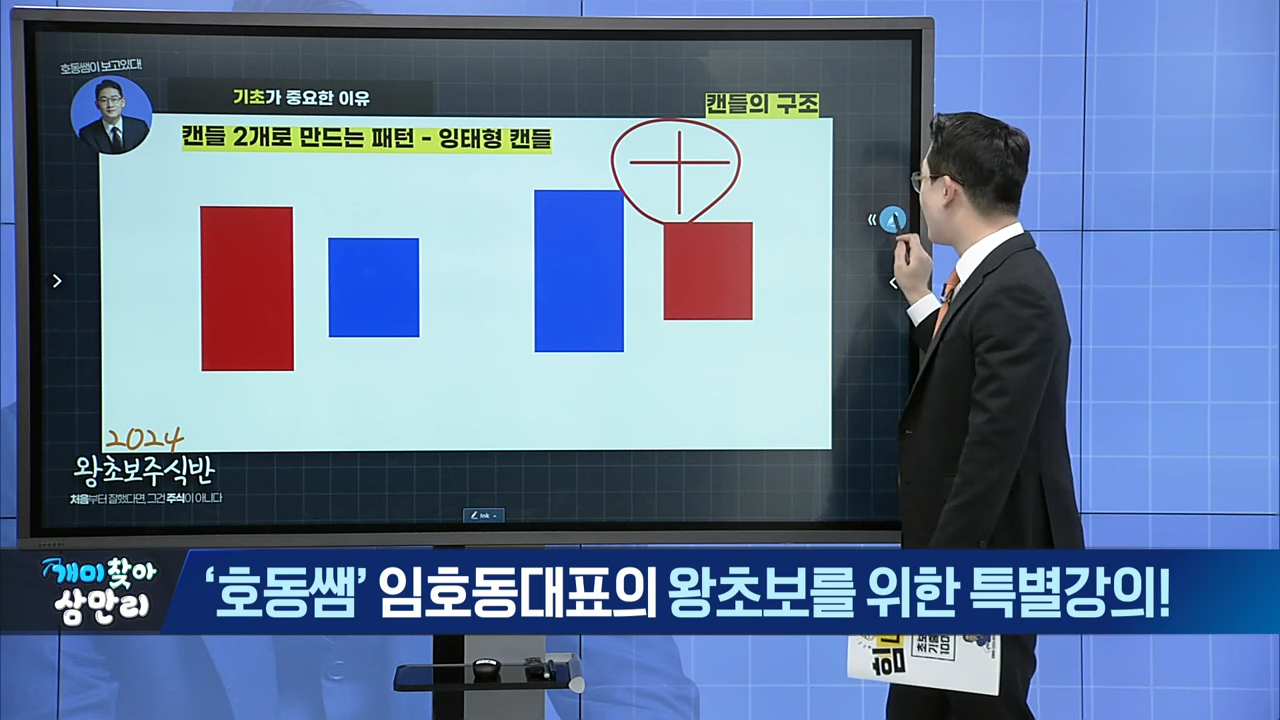 호동쌤이 보고있다!
기초가 중요한 이유
캔들의 구조
캔들 2개로 만드는 패턴 - 잉태형 캔들
2024
왕초보주식반
처음부터 잘했다면, 그건 주식이 아니다
Ink
개미찾아
삼만리
‘호동쌤’ 임호동대표의 왕초보를 위한 특별강의!